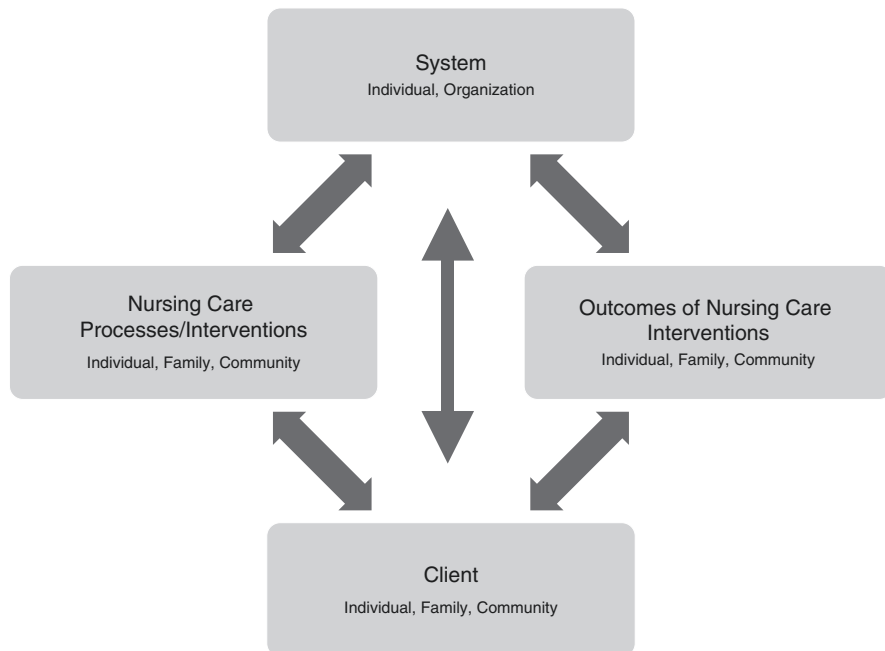 System
Individual, Organization
Nursing Care
Processes/Interventions
Individual, Family, Community
Outcomes of Nursing Care
Interventions
Individual, Family, Community
Client
Individual, Family, Community